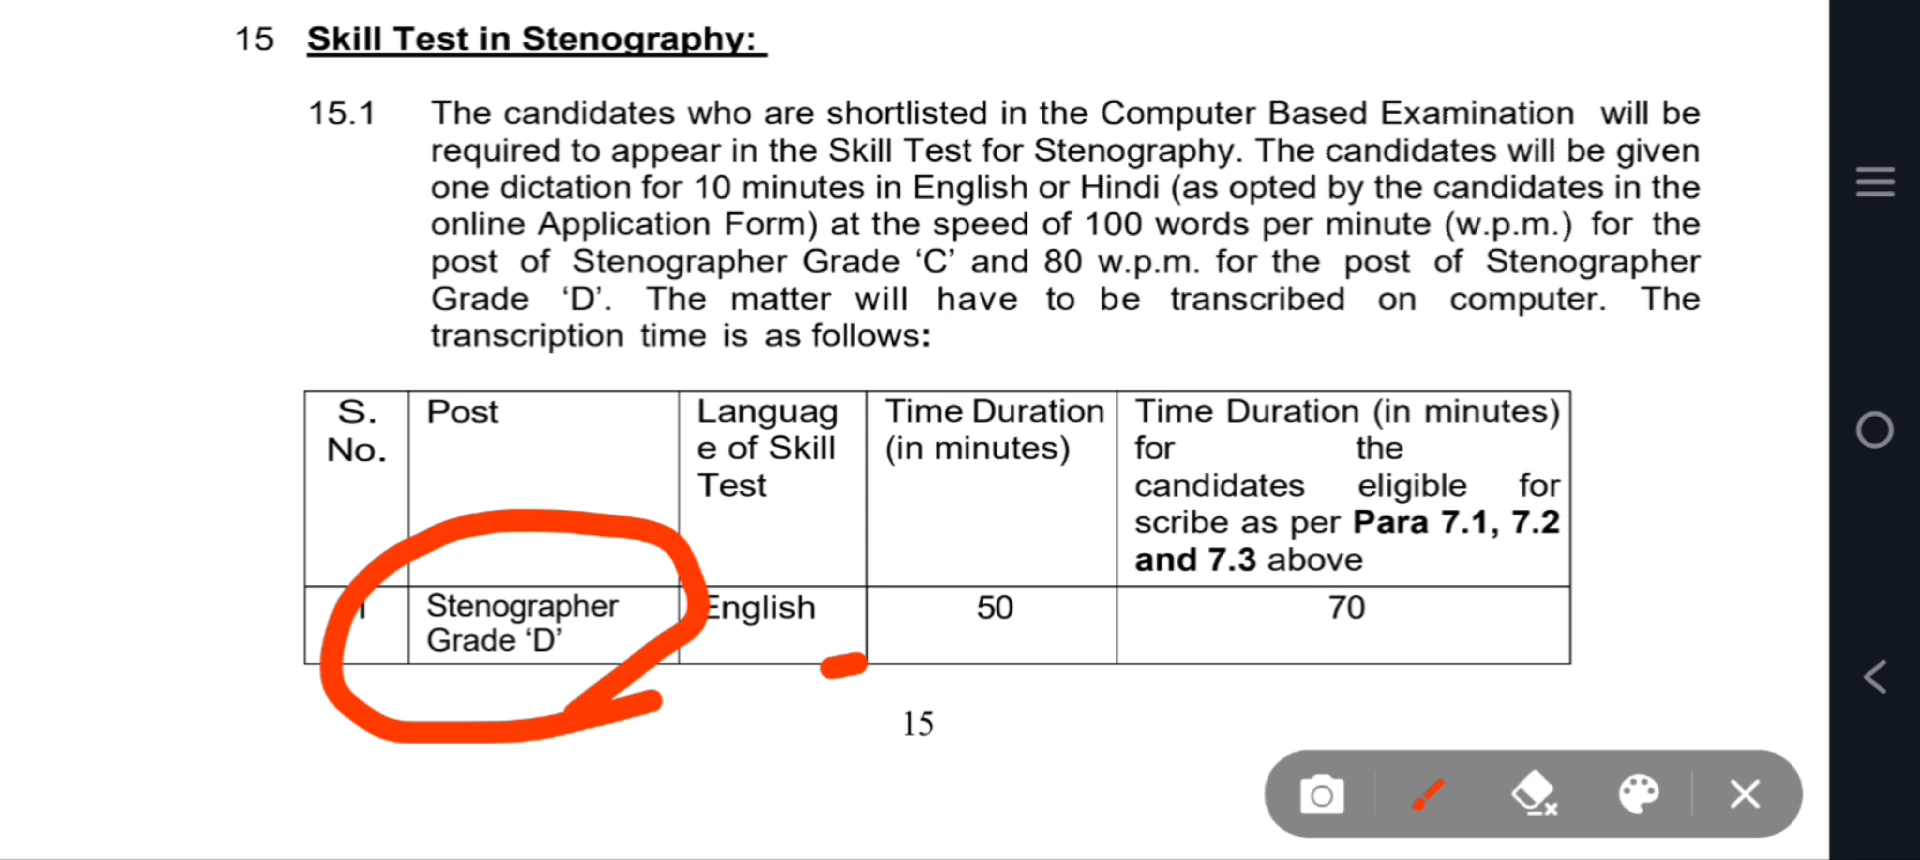 15 Skill Test in Stenography:
15.1 The candidates who are shortlisted in the Computer Based Examination will be
required to appear in the Skill Test for Stenography. The candidates will be given
one dictation for 10 minutes in English or Hindi (as opted by the candidates in the
online Application Form) at the speed of 100 words per minute (w.p.m.) for the
post of Stenographer Grade ‘C’ and 80 w.p.m. for the post of Stenographer
Grade ‘D’. The matter will have to be transcribed on computer. The
transcription time is as follows:
S.
No.
Post
Languag
e of Skill
Test
Time Duration
(in minutes)
Time Duration (in minutes)
for the
candidates eligible for
scribe as per Para 7.1, 7.2
and 7.3 above
1
Stenographer
Grade ‘D’
English
50
70
15